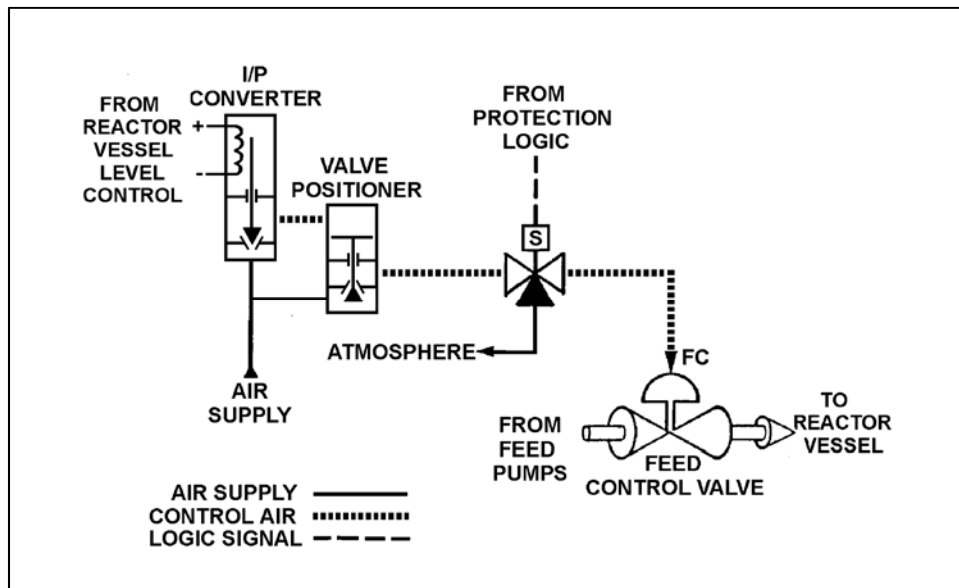 I/P
CONVERTER
FROM
REACTOR +
VESSEL
LEVEL -
CONTROL
VALVE
POSITIONER
FROM
PROTECTION
LOGIC
S
ATMOSPHERE
AIR
SUPPLY
FC
FROM
FEED
PUMPS
FEED
CONTROL VALVE
TO
REACTOR
VESSEL
AIR SUPPLY
CONTROL AIR
LOGIC SIGNAL